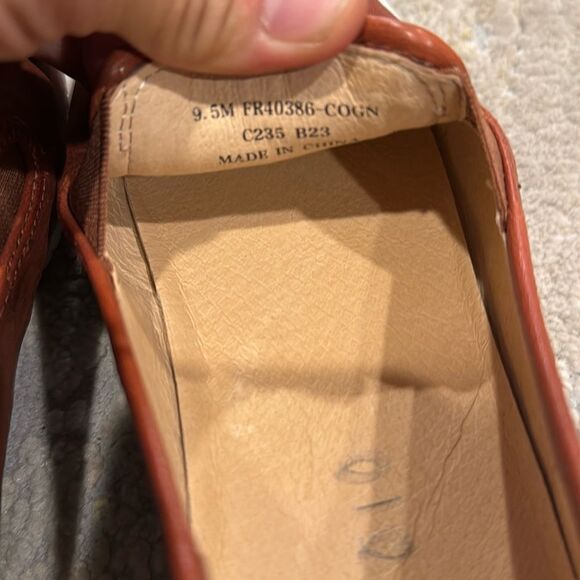 9.5M FR40386-COGN
C235 B23
MADE IN CHINA